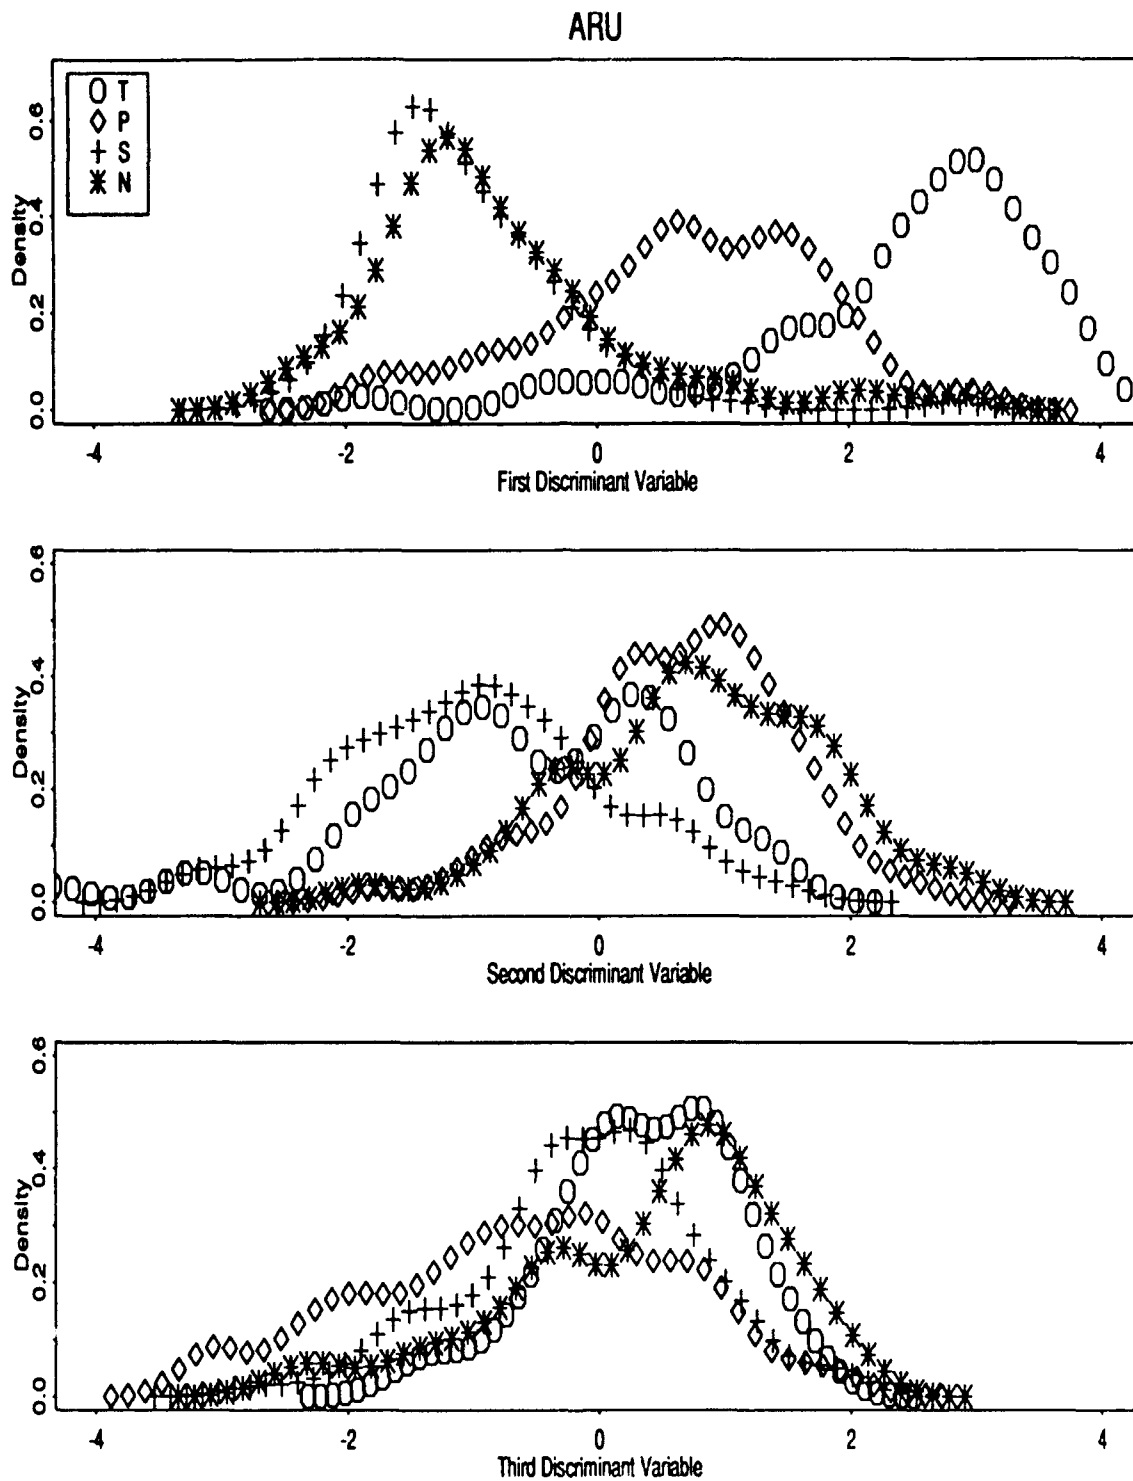 ARU
T
P
S
N
Density
0.0 0.2 0.4 0.6
-4 -2 0 2 4
First Discriminant Variable
Density
0.0 0.2 0.4 0.6
-4 -2 0 2 4
Second Discriminant Variable
Density
0.0 0.2 0.4 0.6
-4 -2 0 2 4
Third Discriminant Variable